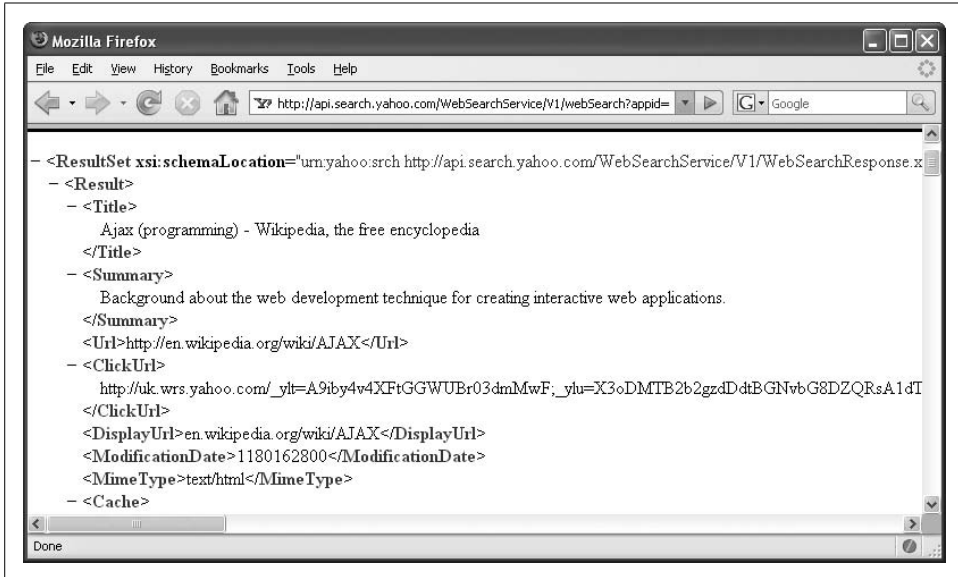 Mozilla Firefox
File Edit View History Bookmarks Tools Help
Y? http://api.search.yahoo.com/WebSearchService/V1/webSearch?appid= G Google
– <ResultSet xsi:schemaLocation="urn:yahoo:srch http://api.search.yahoo.com/WebSearchService/V1/WebSearchResponse.x
– <Result>
– <Title>
Ajax (programming) - Wikipedia, the free encyclopedia
</Title>
– <Summary>
Background about the web development technique for creating interactive web applications.
</Summary>
<Url>http://en.wikipedia.org/wiki/AJAX</Url>
– <ClickUrl>
http://uk.wrs.yahoo.com/_ylt=A9iby4v4XFtGGWUBr03dmMwF;_ylu=X3oDMTB2b2gzdDdtBGNvbG8DZQRsA1dT
</ClickUrl>
<DisplayUrl>en.wikipedia.org/wiki/AJAX</DisplayUrl>
<ModificationDate>1180162800</ModificationDate>
<MimeType>text/html</MimeType>
– <Cache>
Done